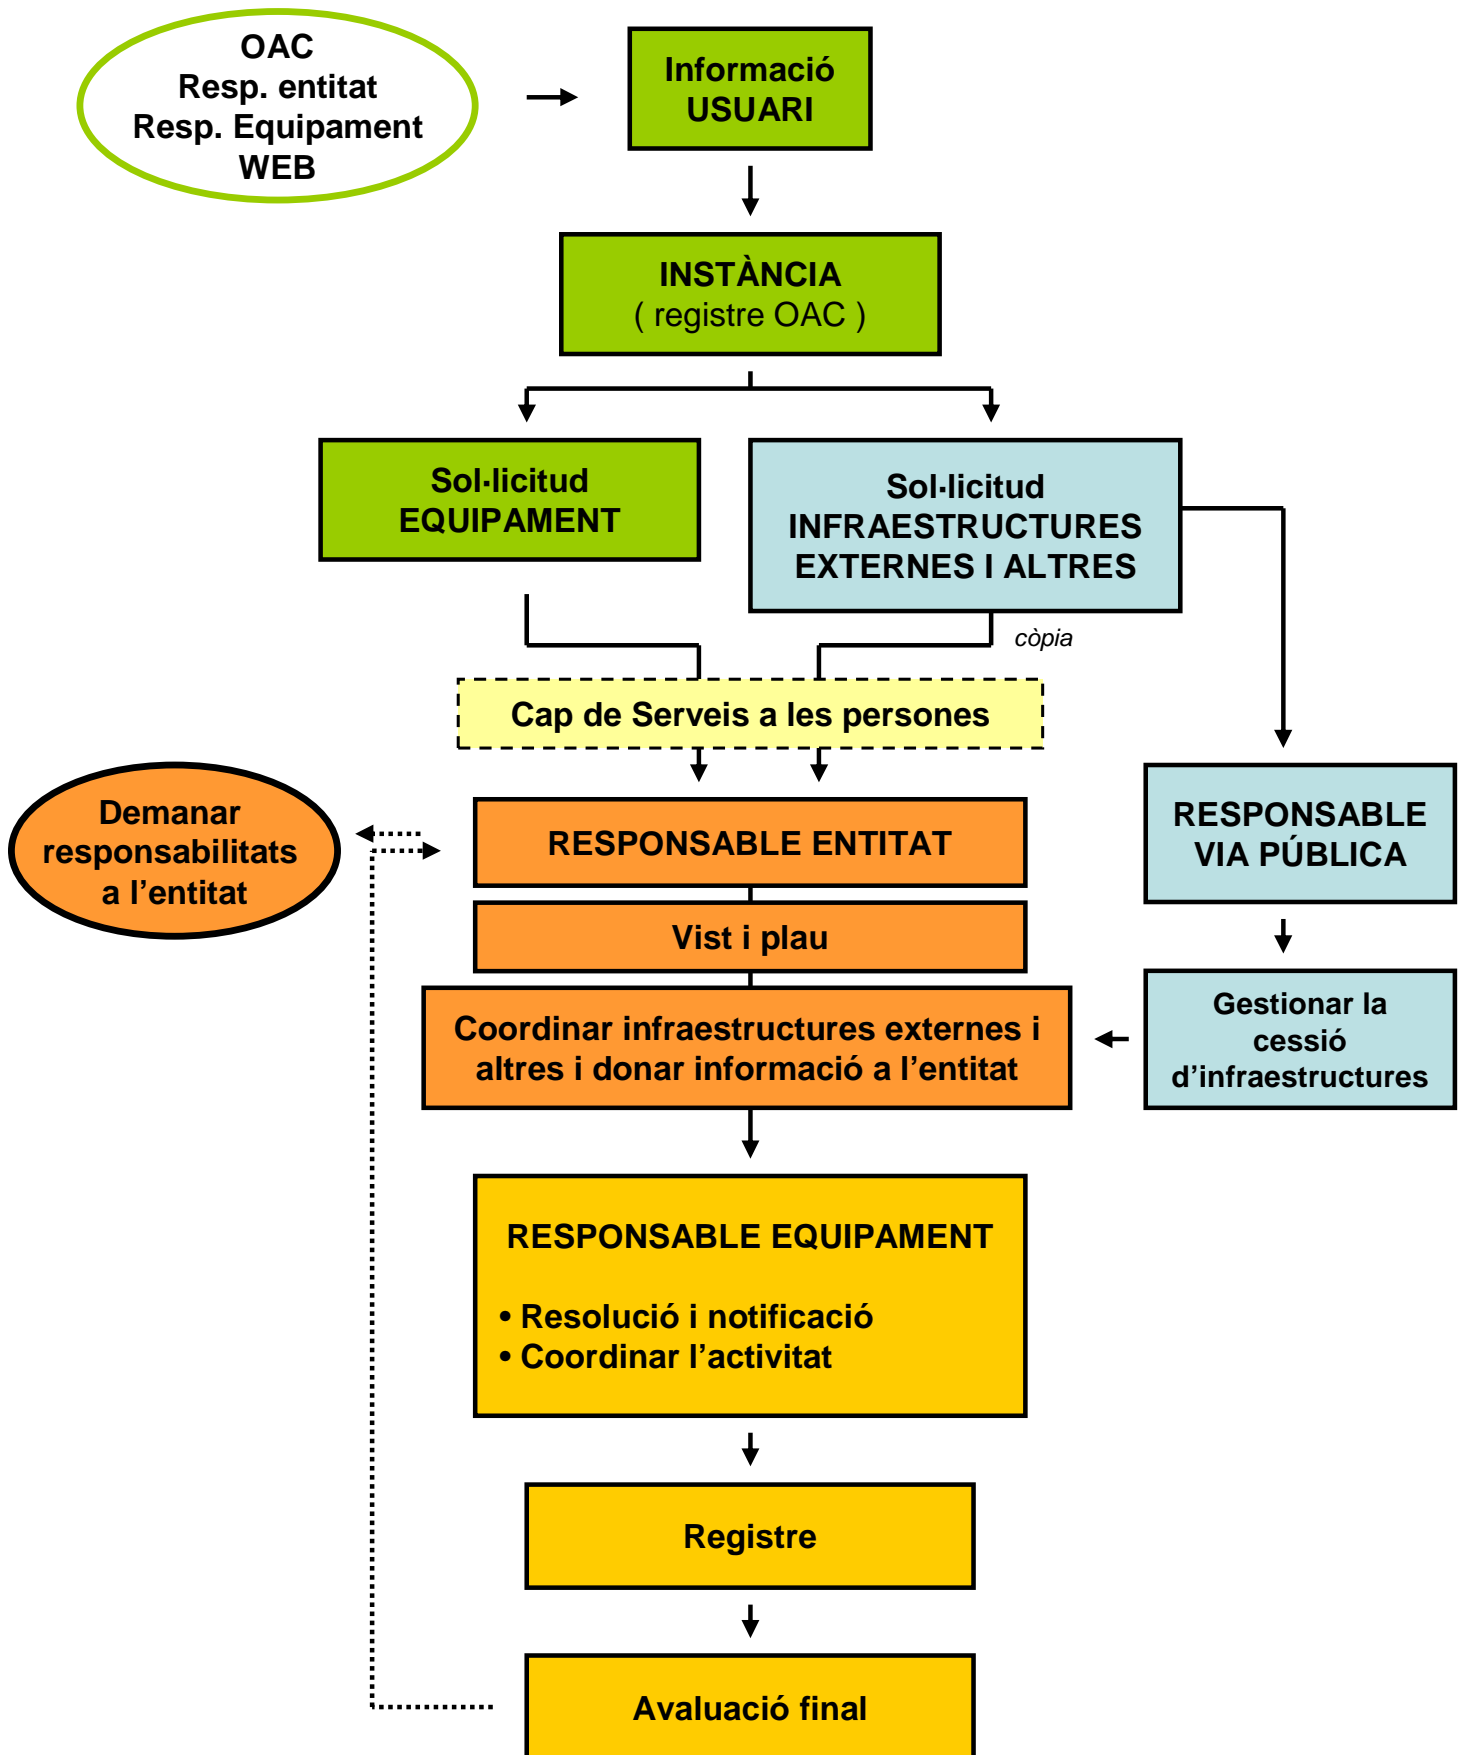 OAC
Resp. entitat
Resp. Equipament
WEB
Informació
USUARI
INSTÀNCIA
( registre OAC )
Sol·licitud
EQUIPAMENT
Sol·licitud
INFRAESTRUCTURES
EXTERNES I ALTRES
còpia
Cap de Serveis a les persones
Demanar
responsabilitats
a l’entitat
RESPONSABLE ENTITAT
RESPONSABLE
VIA PÚBLICA
Vist i plau
Coordinar infraestructures externes i
altres i donar informació a l’entitat
Gestionar la
cessió
d’infraestructures
RESPONSABLE EQUIPAMENT
• Resolució i notificació
• Coordinar l’activitat
Registre
Avaluació final